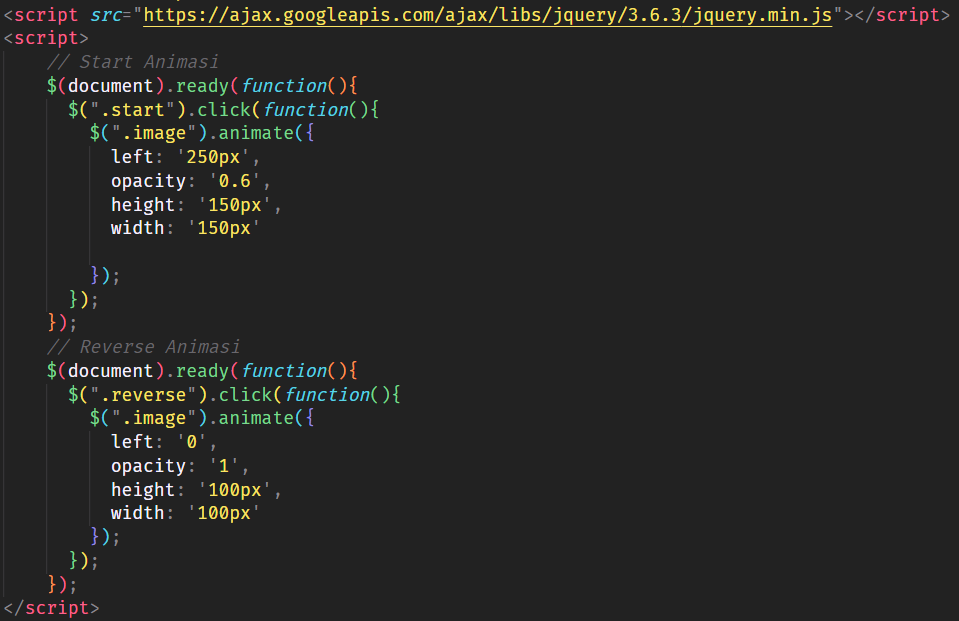 <script src="https://ajax.googleapis.com/ajax/libs/jquery/3.6.3/jquery.min.js"></script>
<script>
    // Start Animasi
    $(document).ready(function(){
      $(".start").click(function(){
        $(".image").animate({
          left: '250px',
          opacity: '0.6',
          height: '150px',
          width: '150px'

        });
      });
    });
    // Reverse Animasi
    $(document).ready(function(){
      $(".reverse").click(function(){
        $(".image").animate({
          left: '0',
          opacity: '1',
          height: '100px',
          width: '100px'
        });
      });
    });
</script>